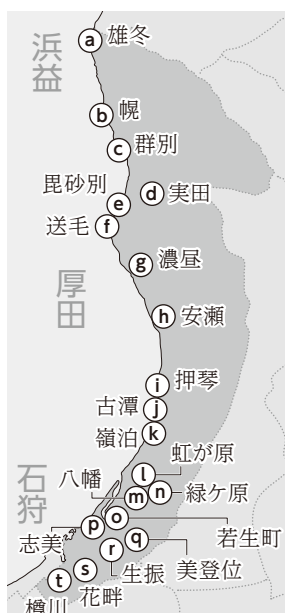 浜益
厚田
石狩
a 雄冬
b 幌
c 群別
d 実田
毘砂別 e
送毛 f
g 濃昼
h 安瀬
i 押琴
古潭 j
嶺泊 k
l 虹が原
八幡 m
n 緑ケ原
o 若生町
志美 p
q 美登位
r 生振
s 花畔
t 樽川